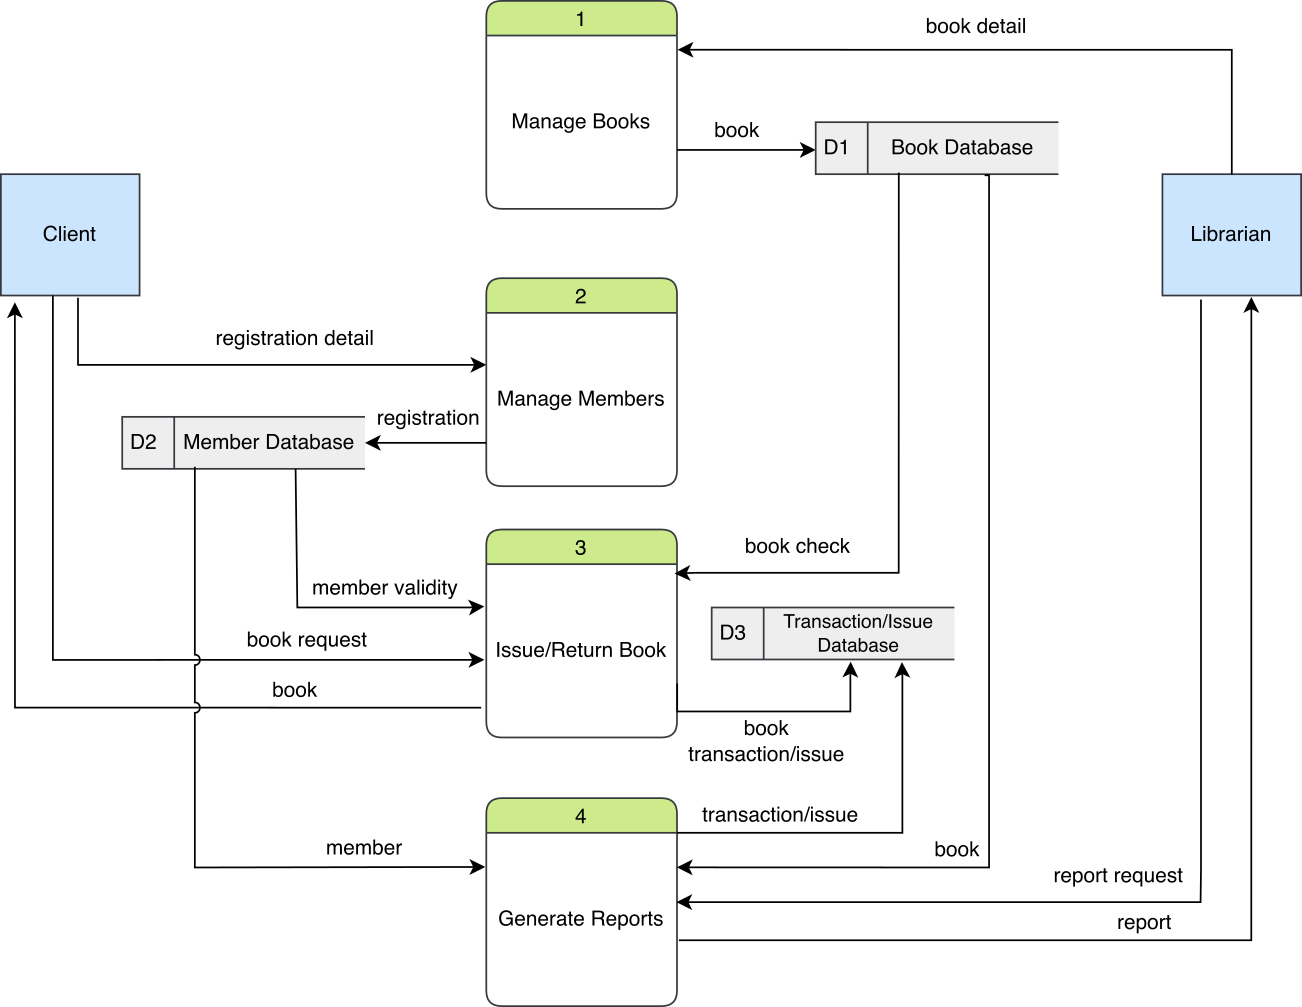 1
book detail
Manage Books
book
D1
Book Database
Client
Librarian
2
registration detail
Manage Members
registration
D2
Member Database
3
book check
member validity
D3
Transaction/Issue
Database
book request
Issue/Return Book
book
book
transaction/issue
4
transaction/issue
member
book
report request
Generate Reports
report